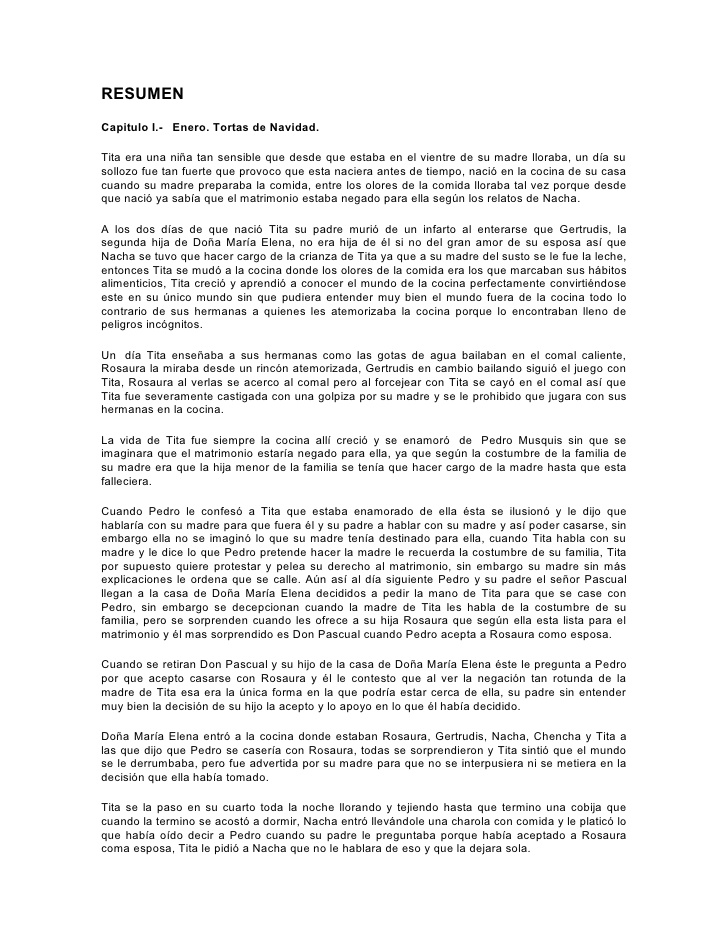 RESUMEN
Capitulo I.- Enero. Tortas de Navidad.
Tita era una niña tan sensible que desde que estaba en el vientre de su madre lloraba, un día su
sollozo fue tan fuerte que provoco que esta naciera antes de tiempo, nació en la cocina de su casa
cuando su madre preparaba la comida, entre los olores de la comida lloraba tal vez porque desde
que nació ya sabía que el matrimonio estaba negado para ella según los relatos de Nacha.
A los dos días de que nació Tita su padre murió de un infarto al enterarse que Gertrudis, la
segunda hija de Doña María Elena, no era hija de él si no del gran amor de su esposa así que
Nacha se tuvo que hacer cargo de la crianza de Tita ya que a su madre del susto se le fue la leche,
entonces Tita se mudó a la cocina donde los olores de la comida era los que marcaban sus hábitos
alimenticios, Tita creció y aprendió a conocer el mundo de la cocina perfectamente convirtiéndose
este en su único mundo sin que pudiera entender muy bien el mundo fuera de la cocina todo lo
contrario de sus hermanas a quienes les atemorizaba la cocina porque lo encontraban lleno de
peligros incógnitos.
Un día Tita enseñaba a sus hermanas como las gotas de agua bailaban en el comal caliente,
Rosaura la miraba desde un rincón atemorizada, Gertrudis en cambio bailando siguió el juego con
Tita, Rosaura al verlas se acerco al comal pero al forcejear con Tita se cayó en el comal así que
Tita fue severamente castigada con una golpiza por su madre y se le prohibido que jugara con sus
hermanas en la cocina.
La vida de Tita fue siempre la cocina allí creció y se enamoró de Pedro Musquis sin que se
imaginara que el matrimonio estaría negado para ella, ya que según la costumbre de la familia de
su madre era que la hija menor de la familia se tenía que hacer cargo de la madre hasta que esta
falleciera.
Cuando Pedro le confesó a Tita que estaba enamorado de ella ésta se ilusionó y le dijo que
hablaría con su madre para que fuera él y su padre a hablar con su madre y así poder casarse, sin
embargo ella no se imaginó lo que su madre tenía destinado para ella, cuando Tita habla con su
madre y le dice lo que Pedro pretende hacer la madre le recuerda la costumbre de su familia, Tita
por supuesto quiere protestar y pelea su derecho al matrimonio, sin embargo su madre sin más
explicaciones le ordena que se calle. Aún así al día siguiente Pedro y su padre el señor Pascual
llegan a la casa de Doña María Elena decididos a pedir la mano de Tita para que se case con
Pedro, sin embargo se decepcionan cuando la madre de Tita les habla de la costumbre de su
familia, pero se sorprenden cuando les ofrece a su hija Rosaura que según ella esta lista para el
matrimonio y él mas sorprendido es Don Pascual cuando Pedro acepta a Rosaura como esposa.
Cuando se retiran Don Pascual y su hijo de la casa de Doña María Elena éste le pregunta a Pedro
por que acepto casarse con Rosaura y él le contesto que al ver la negación tan rotunda de la
madre de Tita esa era la única forma en la que podría estar cerca de ella, su padre sin entender
muy bien la decisión de su hijo la acepto y lo apoyo en lo que él había decidido.
Doña María Elena entró a la cocina donde estaban Rosaura, Gertrudis, Nacha, Chencha y Tita a
las que dijo que Pedro se casería con Rosaura, todas se sorprendieron y Tita sintió que el mundo
se le derrumbaba, pero fue advertida por su madre para que no se interpusiera ni se metiera en la
decisión que ella había tomado.
Tita se la paso en su cuarto toda la noche llorando y tejiendo hasta que termino una cobija que
cuando la termino se acostó a dormir, Nacha entró llevándole una charola con comida y le platicó lo
que había oído decir a Pedro cuando su padre le preguntaba porque había aceptado a Rosaura
coma esposa, Tita le pidió a Nacha que no le hablara de eso y que la dejara sola.